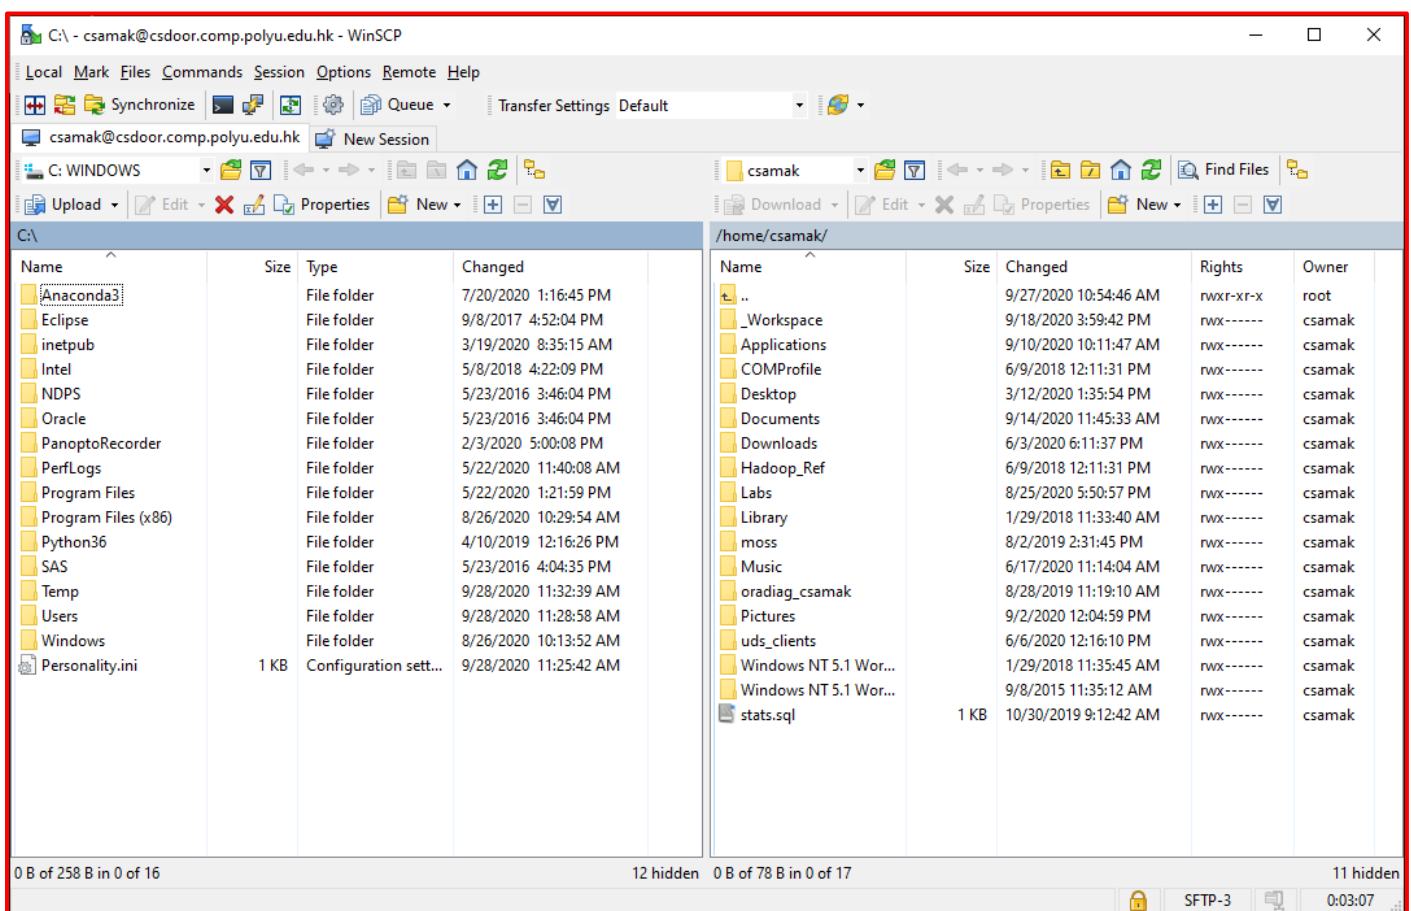 C:\ - csamak@csdoor.comp.polyu.edu.hk - WinSCP
Local Mark Files Commands Session Options Remote Help
Synchronize Queue Transfer Settings Default
csamak@csdoor.comp.polyu.edu.hk New Session
C: WINDOWS csamak Find Files
Upload Edit Properties New Download Edit Properties New
C:\ /home/csamak/
Name Size Type Changed Name Size Changed Rights Owner
Anaconda3 File folder 7/20/2020 1:16:45 PM .. 9/27/2020 10:54:46 AM rwxr-xr-x root
Eclipse File folder 9/8/2017 4:52:04 PM _Workspace 9/18/2020 3:59:42 PM rwx------ csamak
inetpub File folder 3/19/2020 8:35:15 AM Applications 9/10/2020 10:11:47 AM rwx------ csamak
Intel File folder 5/8/2018 4:22:09 PM COMProfile 6/9/2018 12:11:31 PM rwx------ csamak
NDPS File folder 5/23/2016 3:46:04 PM Desktop 3/12/2020 1:35:54 PM rwx------ csamak
Oracle File folder 5/23/2016 3:46:04 PM Documents 9/14/2020 11:45:33 AM rwx------ csamak
PanoptoRecorder File folder 2/3/2020 5:00:08 PM Downloads 6/3/2020 6:11:37 PM rwx------ csamak
PerfLogs File folder 5/22/2020 11:40:08 AM Hadoop_Ref 6/9/2018 12:11:31 PM rwx------ csamak
Program Files File folder 5/22/2020 1:21:59 PM Labs 8/25/2020 5:50:57 PM rwx------ csamak
Program Files (x86) File folder 8/26/2020 10:29:54 AM Library 1/29/2018 11:33:40 AM rwx------ csamak
Python36 File folder 4/10/2019 12:16:26 PM moss 8/2/2019 2:31:45 PM rwx------ csamak
SAS File folder 5/23/2016 4:04:35 PM Music 6/17/2020 11:14:04 AM rwx------ csamak
Temp File folder 9/28/2020 11:32:39 AM oradiag_csamak 8/28/2019 11:19:10 AM rwx------ csamak
Users File folder 9/28/2020 11:28:58 AM Pictures 9/2/2020 12:04:59 PM rwx------ csamak
Windows File folder 8/26/2020 10:13:52 AM uds_clients 6/6/2020 12:16:10 PM rwx------ csamak
Personality.ini 1 KB Configuration sett... 9/28/2020 11:25:42 AM Windows NT 5.1 Wor... 1/29/2018 11:35:45 AM rwx------ csamak
Windows NT 5.1 Wor... 9/8/2015 11:35:12 AM rwx------ csamak
stats.sql 1 KB 10/30/2019 9:12:42 AM rwx------ csamak
0 B of 258 B in 0 of 16 12 hidden 0 B of 78 B in 0 of 17 11 hidden
SFTP-3 0:03:07